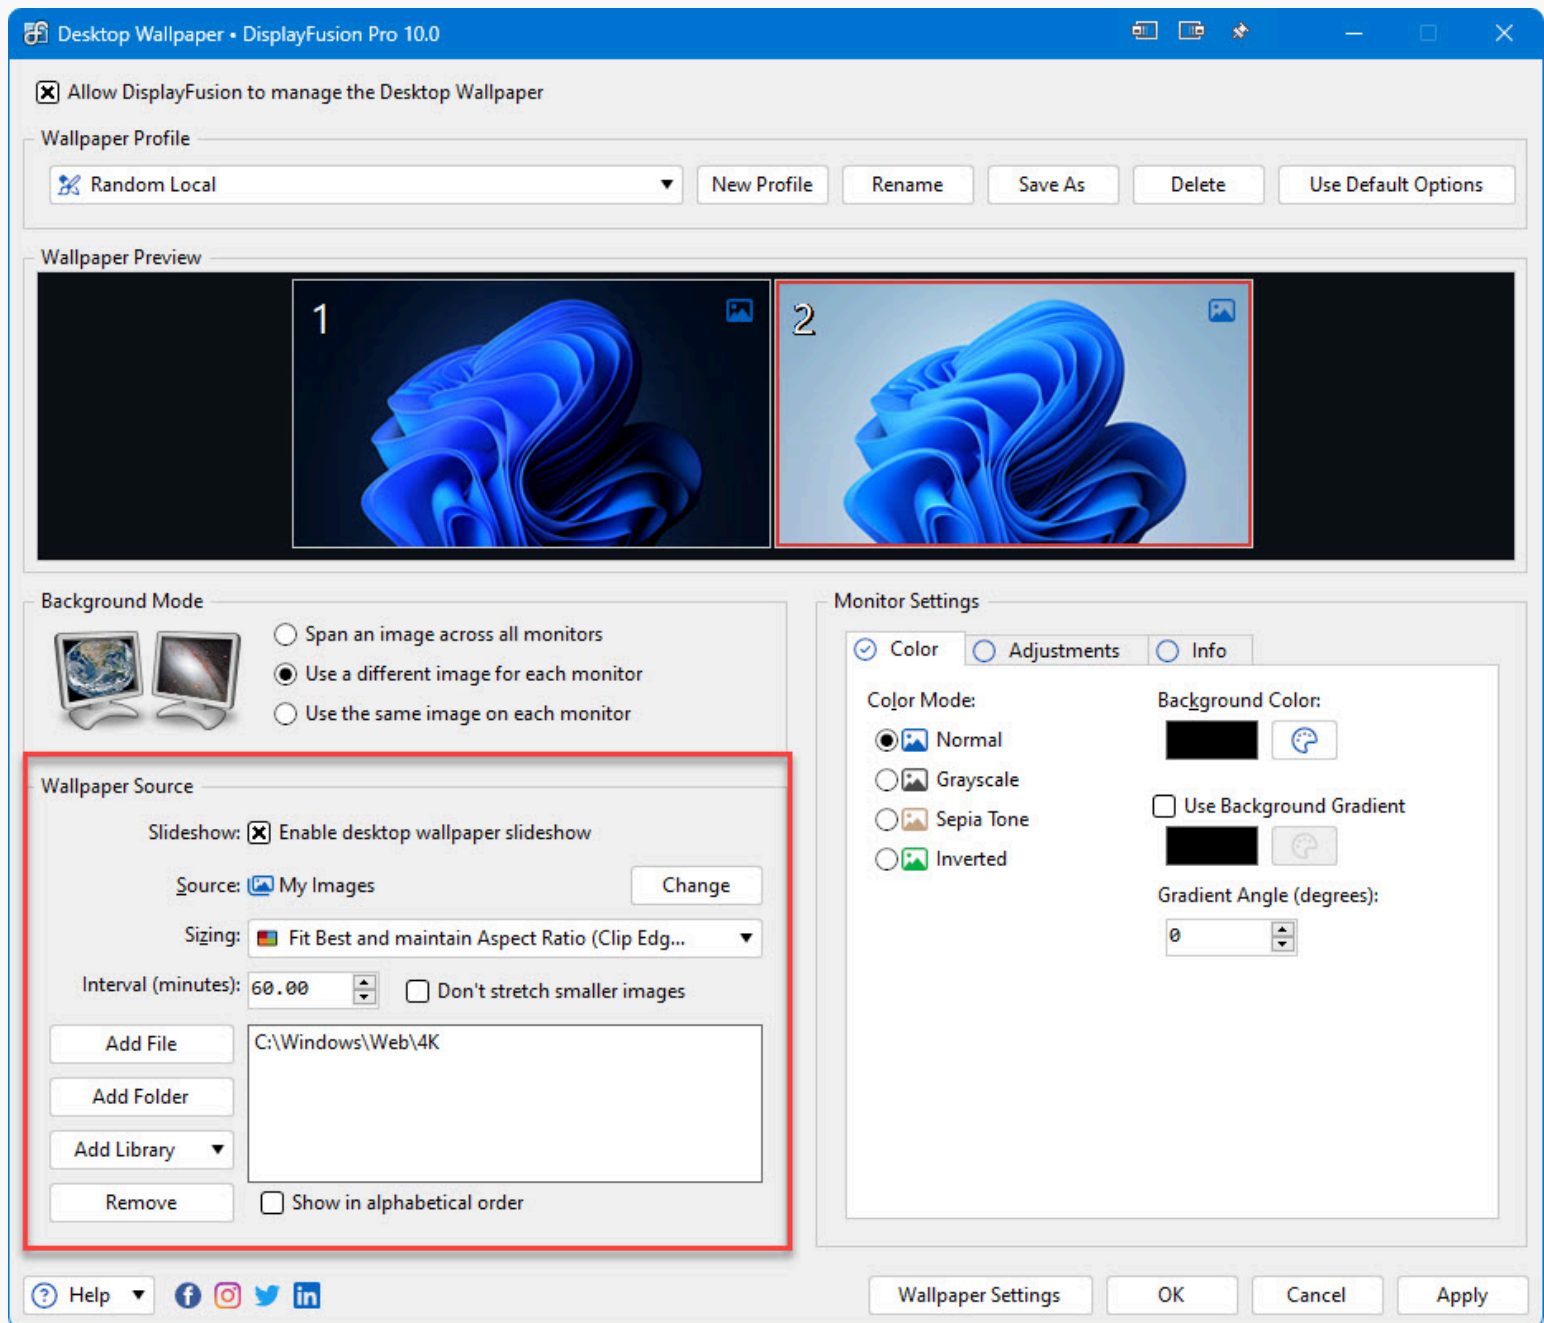 Desktop Wallpaper • DisplayFusion Pro 10.0
Allow DisplayFusion to manage the Desktop Wallpaper
Wallpaper Profile
Random Local
New Profile
Rename
Save As
Delete
Use Default Options
Wallpaper Preview
1
2
Background Mode
Span an image across all monitors
Use a different image for each monitor
Use the same image on each monitor
Wallpaper Source
Slideshow: Enable desktop wallpaper slideshow
Source: My Images
Change
Sizing: Fit Best and maintain Aspect Ratio (Clip Edg...
Interval (minutes): 60.00
Don't stretch smaller images
Add File
C:\Windows\Web\4K
Add Folder
Add Library
Remove
Show in alphabetical order
Monitor Settings
Color
Adjustments
Info
Color Mode:
Normal
Grayscale
Sepia Tone
Inverted
Background Color:
Use Background Gradient
Gradient Angle (degrees):
0
Help
Wallpaper Settings
OK
Cancel
Apply